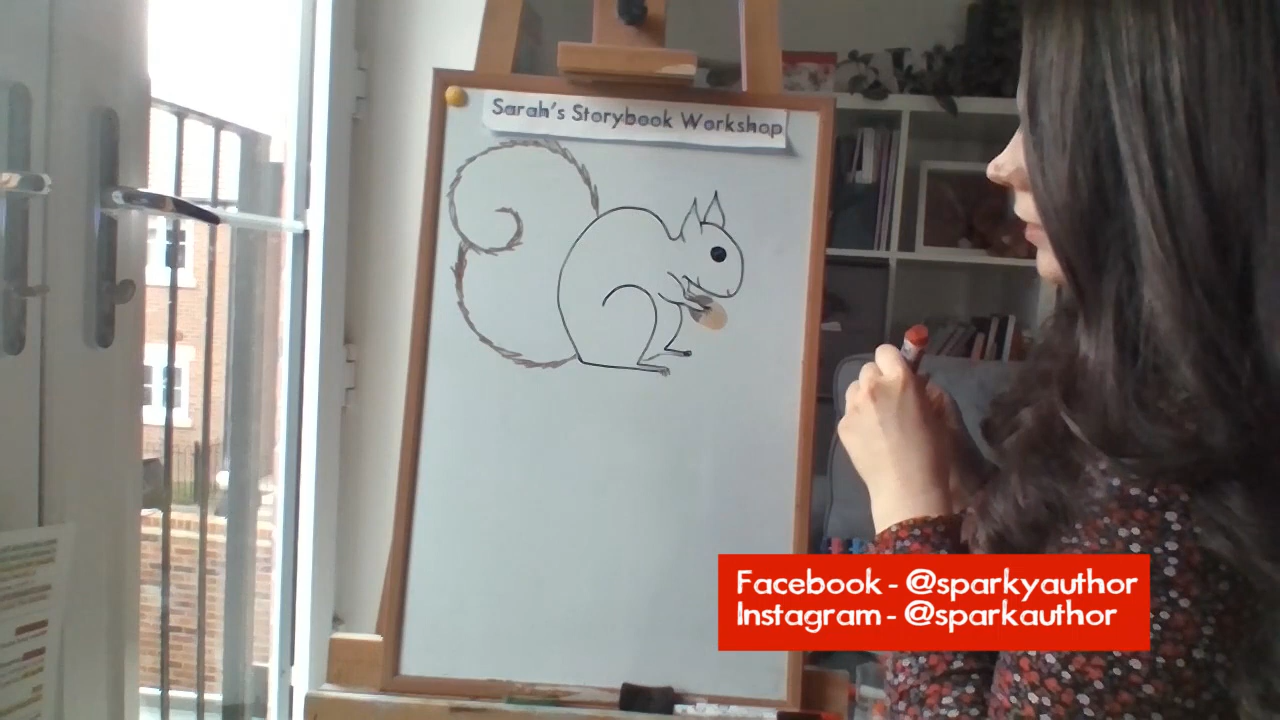 Sarah's Storybook Workshop
Facebook - @sparkyauthor
Instagram - @sparkauthor